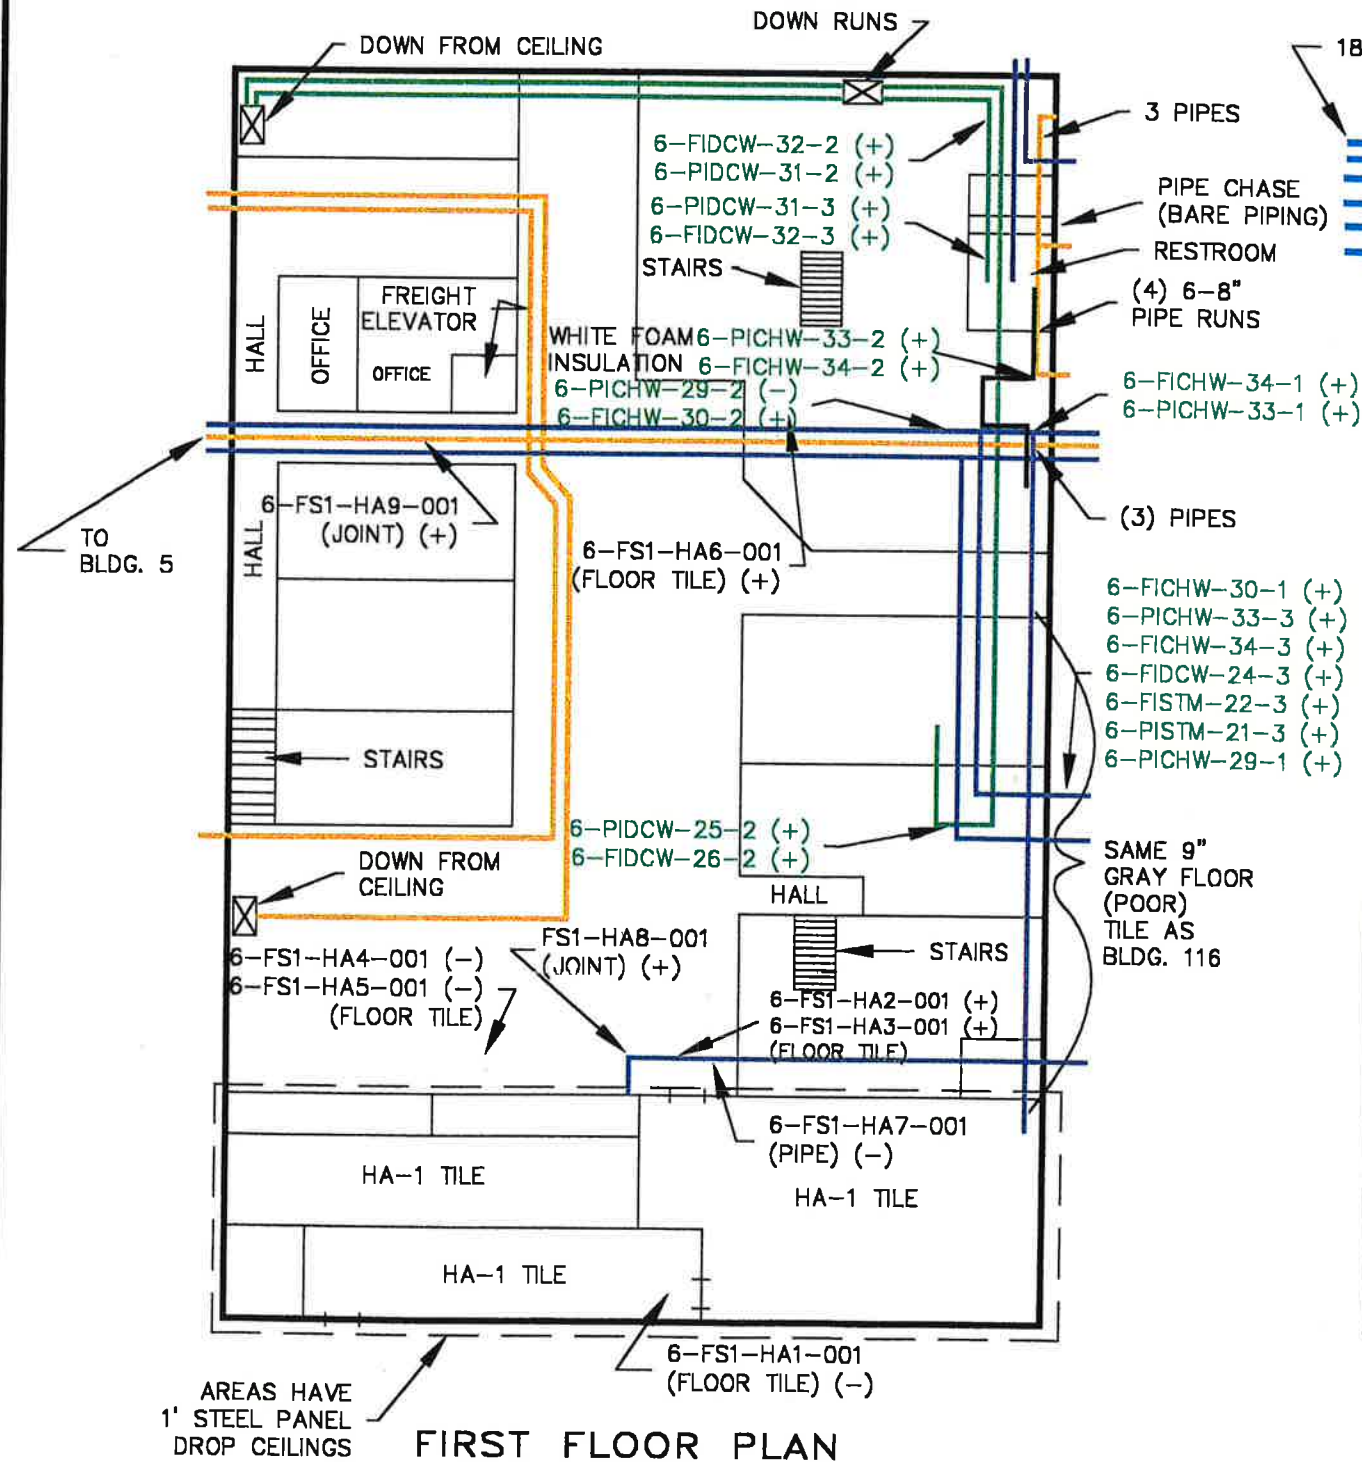 DOWN RUNS
DOWN FROM CEILING
18
3 PIPES
6-FIDCW-32-2 (+)
6-PIDCW-31-2 (+)
6-PIDCW-31-3 (+)
6-FIDCW-32-3 (+)
PIPE CHASE
(BARE PIPING)
RESTROOM
STAIRS
(4) 6-8"
PIPE RUNS
HALL
OFFICE
FREIGHT
ELEVATOR
OFFICE
WHITE FOAM
INSULATION
6-PICHW-33-2 (+)
6-FICHW-34-2 (+)
6-PICHW-29-2 (-)
6-FICHW-30-2 (+)
6-FICHW-34-1 (+)
6-PICHW-33-1 (+)
TO
BLDG. 5
HALL
6-FS1-HA9-001
(JOINT) (+)
(3) PIPES
6-FS1-HA6-001
(FLOOR TILE) (+)
6-FICHW-30-1 (+)
6-PICHW-33-3 (+)
6-FICHW-34-3 (+)
6-FIDCW-24-3 (+)
6-FISTM-22-3 (+)
6-PISTM-21-3 (+)
6-PICHW-29-1 (+)
STAIRS
6-PIDCW-25-2 (+)
6-FIDCW-26-2 (+)
DOWN FROM
CEILING
HALL
SAME 9"
GRAY FLOOR
(POOR)
TILE AS
BLDG. 116
6-FS1-HA4-001 (-)
6-FS1-HA5-001 (-)
(FLOOR TILE)
FS1-HA8-001
(JOINT) (+)
STAIRS
6-FS1-HA2-001 (+)
6-FS1-HA3-001 (+)
(FLOOR TILE)
6-FS1-HA7-001
(PIPE) (-)
HA-1 TILE
HA-1 TILE
HA-1 TILE
6-FS1-HA1-001
(FLOOR TILE) (-)
AREAS HAVE
1' STEEL PANEL
DROP CEILINGS
FIRST FLOOR PLAN